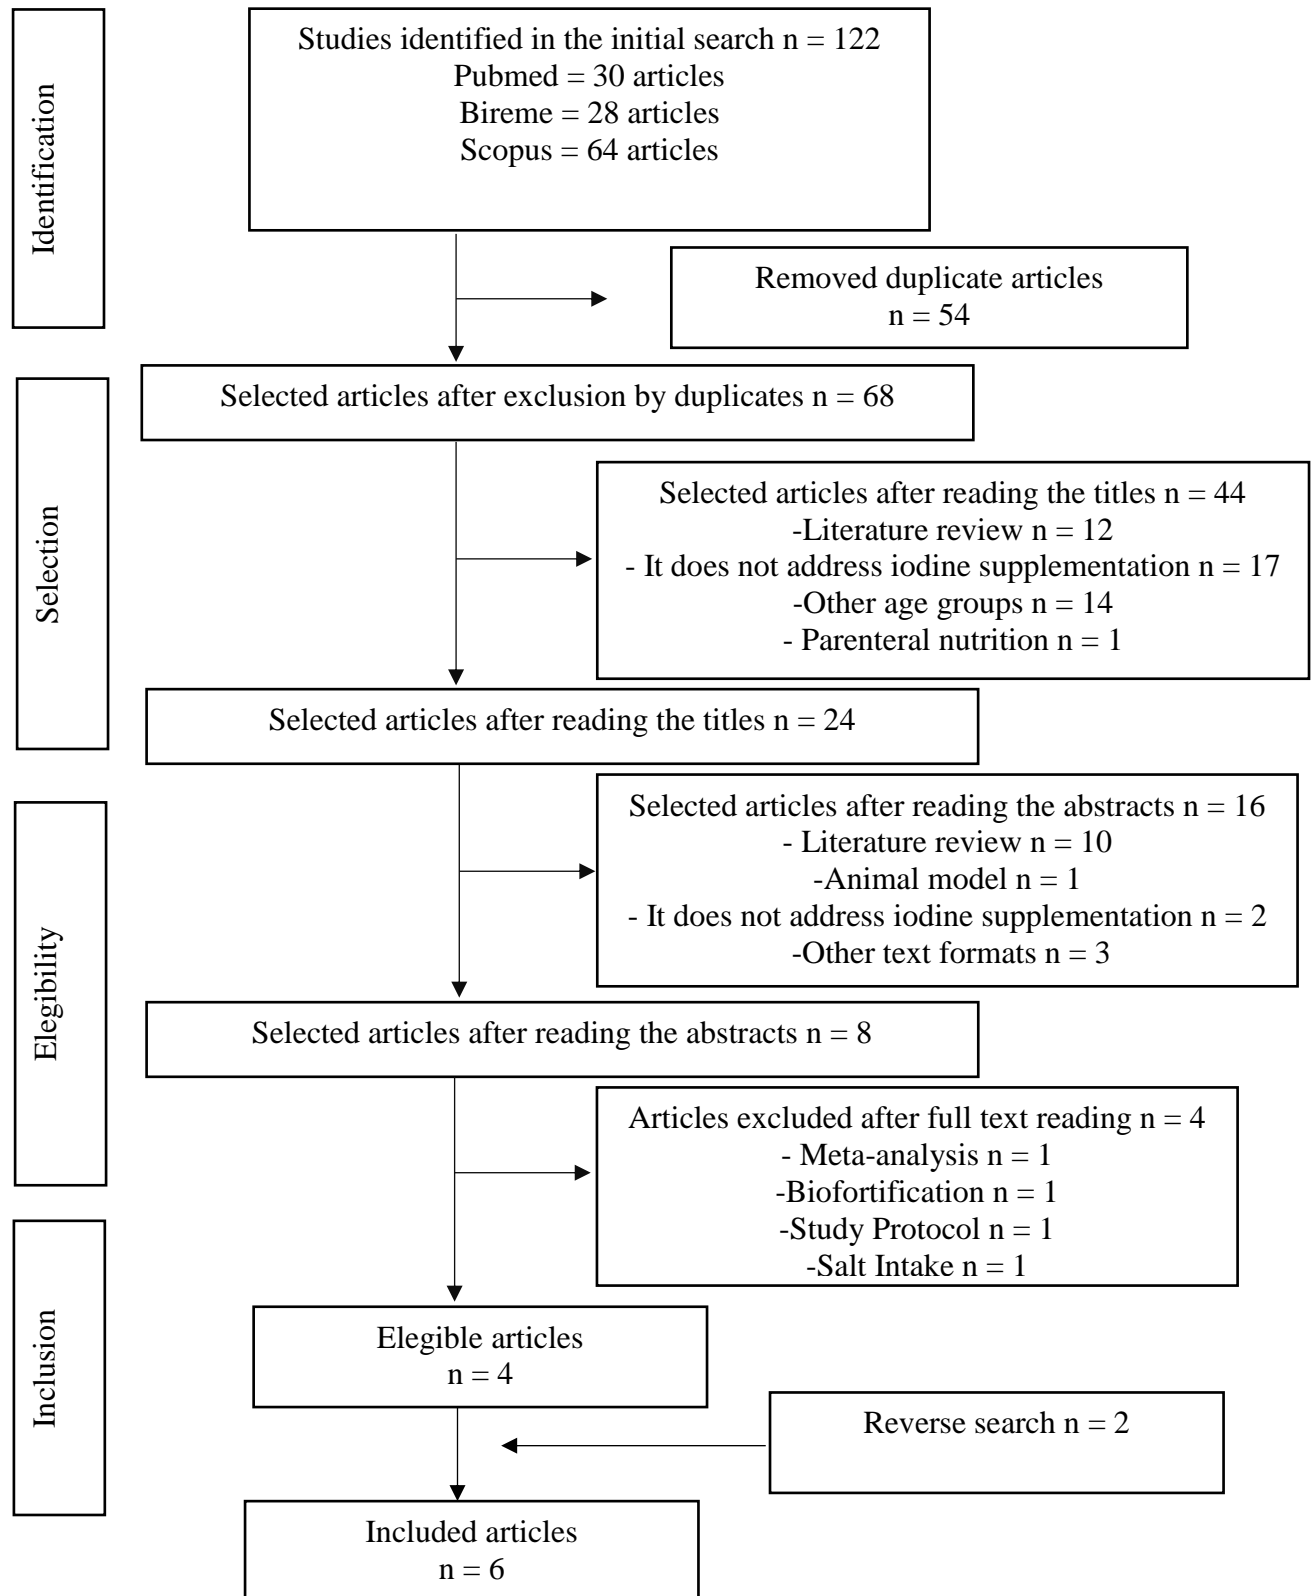 Identification
Studies identified in the initial search n = 122
Pubmed = 30 articles
Bireme = 28 articles
Scopus = 64 articles
Removed duplicate articles
n = 54
Selection
Selected articles after exclusion by duplicates n = 68
Selected articles after reading the titles n = 44
-Literature review n = 12
- It does not address iodine supplementation n = 17
-Other age groups n = 14
- Parenteral nutrition n = 1
Selected articles after reading the titles n = 24
Elegibility
Selected articles after reading the abstracts n = 16
- Literature review n = 10
-Animal model n = 1
- It does not address iodine supplementation n = 2
-Other text formats n = 3
Selected articles after reading the abstracts n = 8
Articles excluded after full text reading n = 4
- Meta-analysis n = 1
-Biofortification n = 1
-Study Protocol n = 1
-Salt Intake n = 1
Inclusion
Elegible articles
n = 4
Reverse search n = 2
Included articles
n = 6